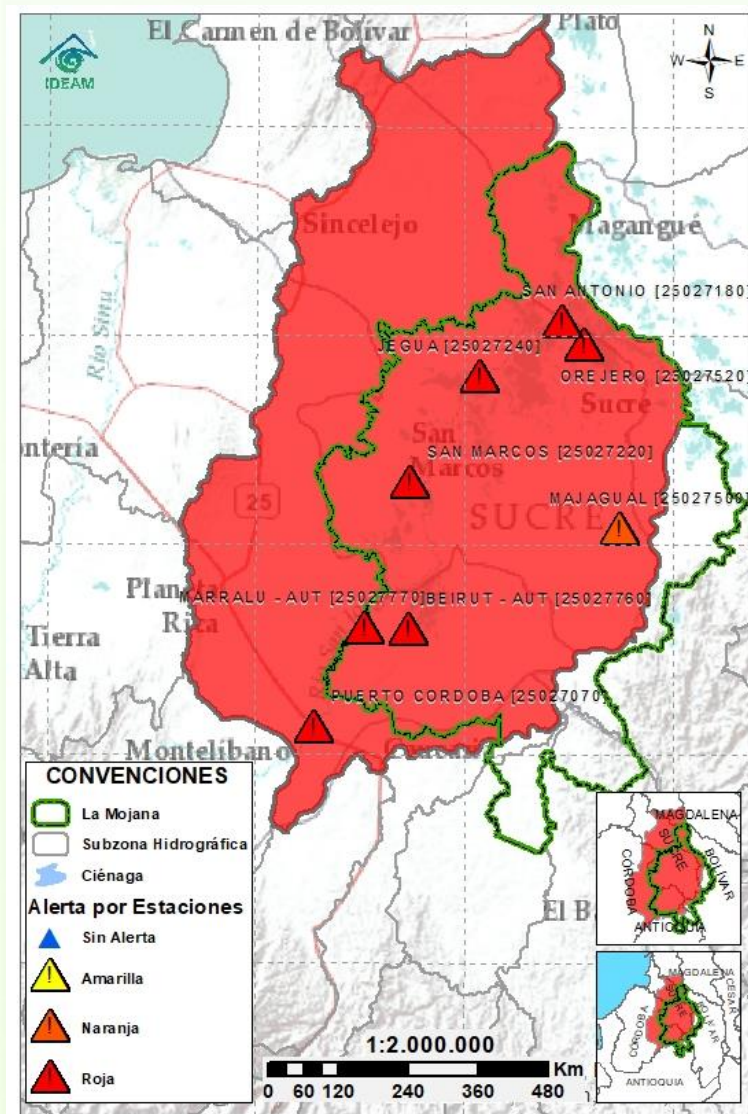 El Carmen de Bolívar
Plato
IDEAM
N
W E
S
Sincelejo
Magangué
Río Sinú
SAN ANTONIO [25027180]
JEGUA [25027240]
OREJERO [25027520]
Sucre
ontería
San
Marcos
SAN MARCOS [25027220]
25
MAJAGUAL [25027500]
SUCRE
Planeta
Rica
MARRALU - AUT [25027770]
BEIRUT - AUT [25027760]
Tierra
Alta
PUERTO CORDOBA [25027070]
Montelíbano
El Ba
CONVENCIONES
La Mojana
Subzona Hidrográfica
Ciénaga
Alerta por Estaciones
Sin Alerta
Amarilla
Naranja
Roja
1:2.000.000
Km
0 60 120 240 360 480
MAGDALENA
SUCRE
BOLÍVAR
CORDOBA
ANTIOQUIA
MAGDALENA
CESAR
SUCRE
BOLIVAR
CORDOBA
ANTIOQUIA